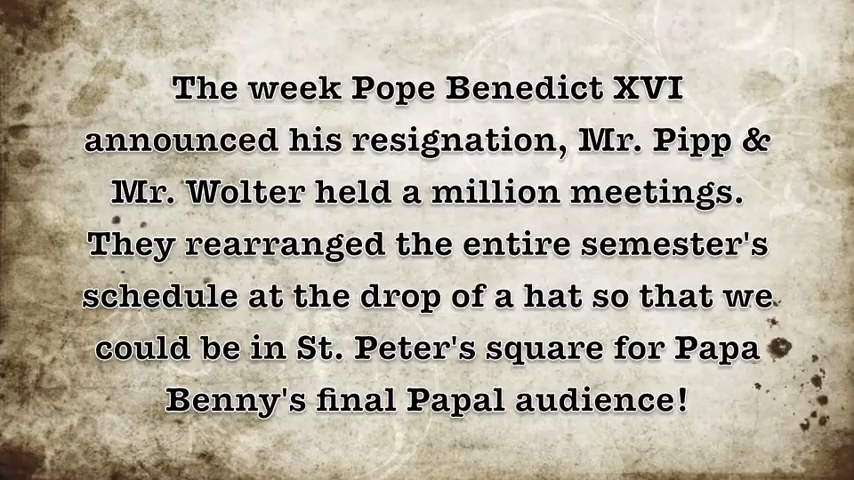 The week Pope Benedict XVI
announced his resignation, Mr. Pipp &
Mr. Wolter held a million meetings.
They rearranged the entire semester's
schedule at the drop of a hat so that we
could be in St. Peter's square for Papa
Benny's final Papal audience!